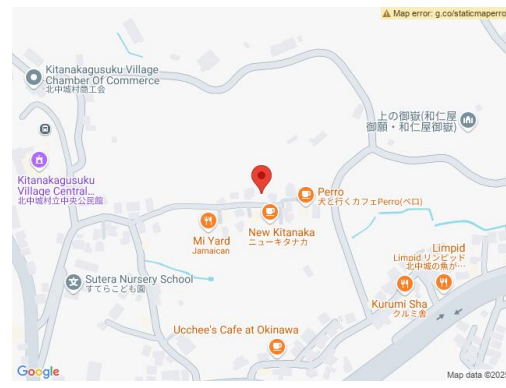 Map error: g.co/staticmaperro
Kitanakagusuku Village
Chamber Of Commerce
北中城村商工会
上の御嶽(和仁屋
御願・和仁屋御嶽)
Kitanakagusuku
Village Central...
北中城村立中央公民館
Perro
犬と行くカフェPerro(ペロ)
New Kitanaka
ニューキタナカ
Mi Yard
Jamaican
Limpid
Limpid リンピッド
北中城の魚が...
Sutera Nursery School
すてらこども園
Kurumi Sha
クルミ舎
Ucchee's Cafe at Okinawa
Google
Map data ©202